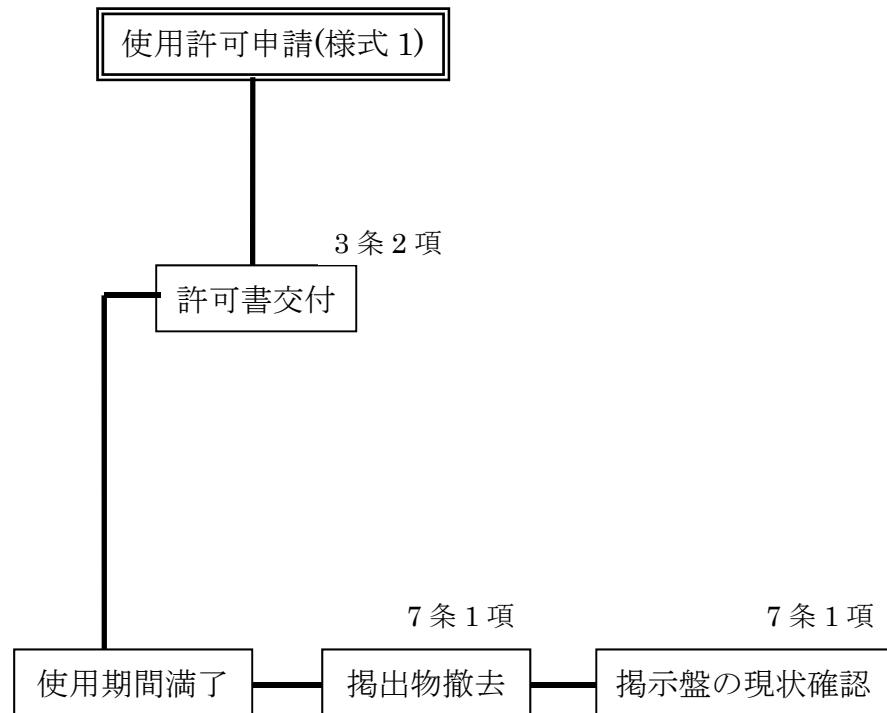 使用許可申請(様式 1)
3 条 2 項
許可書交付
7 条 1 項
7 条 1 項
使用期間満了
掲出物撤去
掲示盤の現状確認